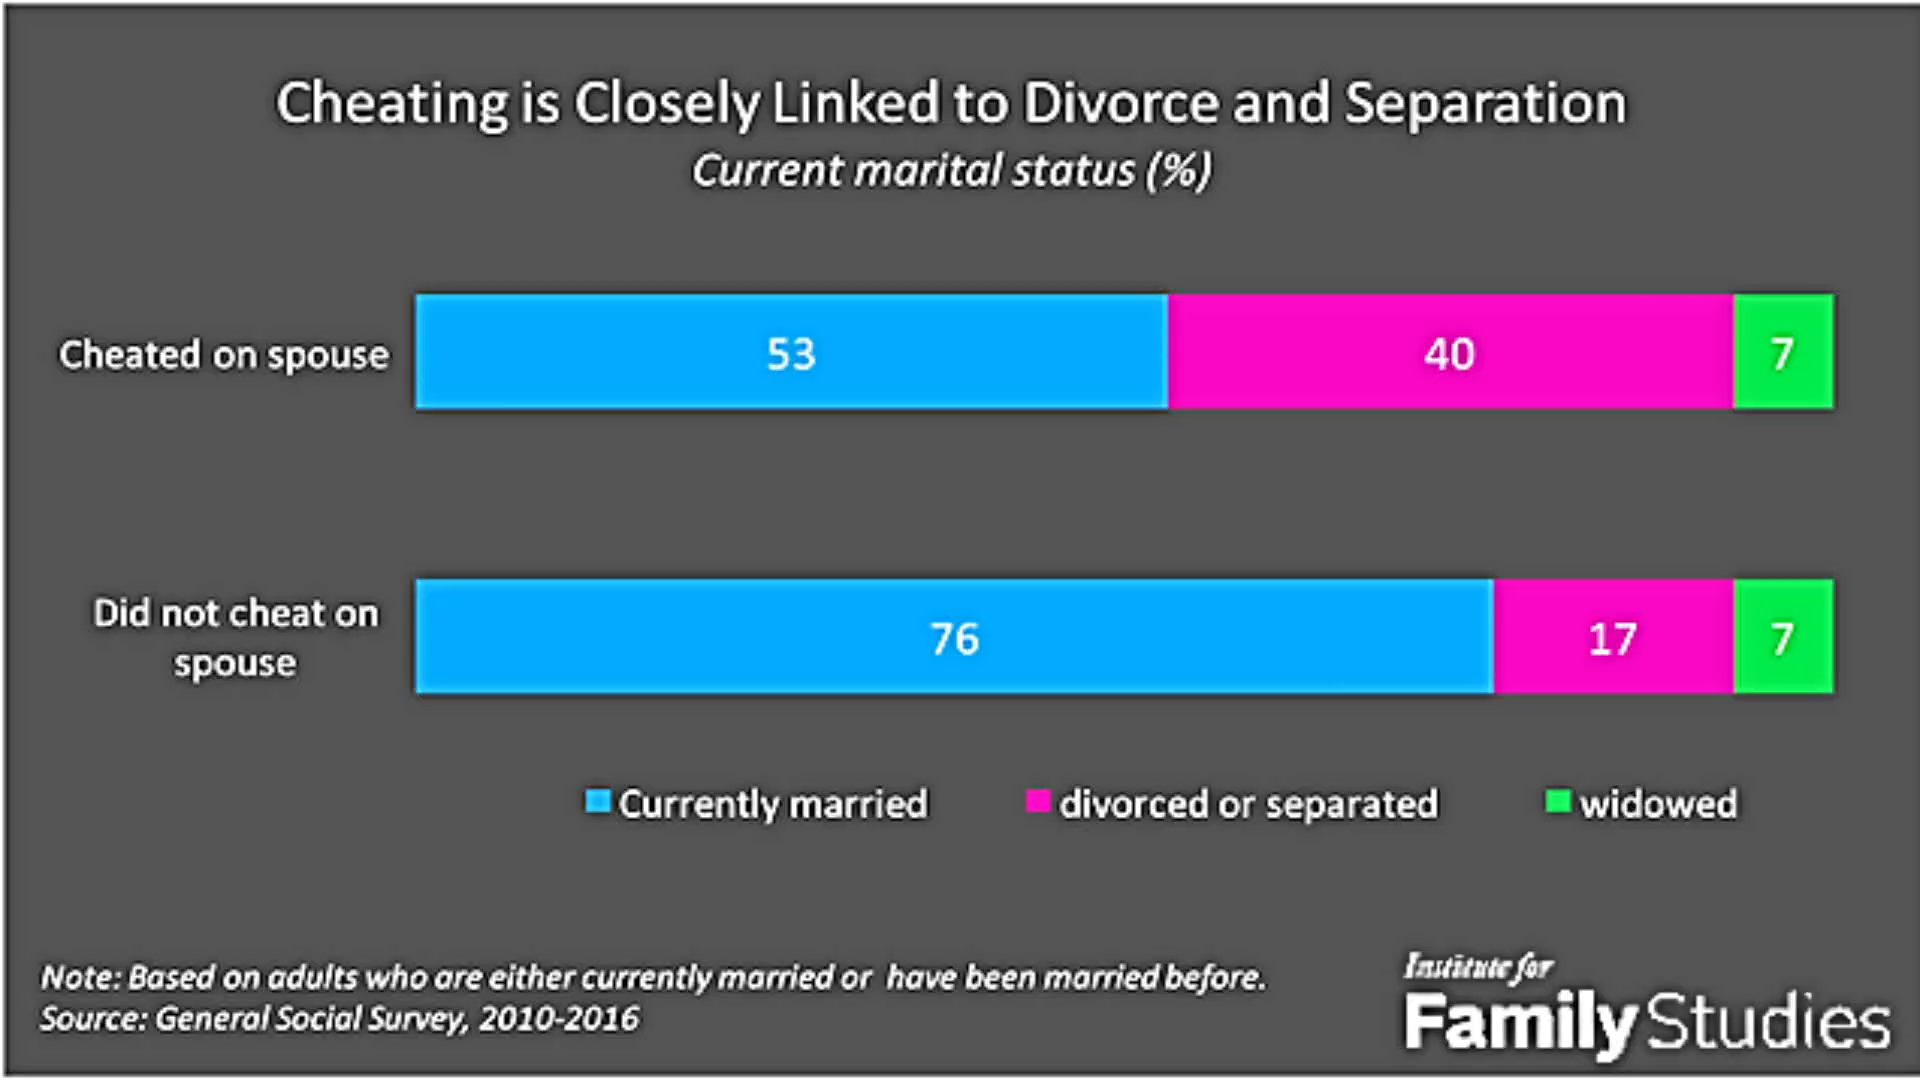 Cheating is Closely Linked to Divorce and Separation
Current marital status (%)
Cheated on spouse
53 40 7
Did not cheat on
spouse
76 17 7
Currently married divorced or separated widowed
Note: Based on adults who are either currently married or have been married before.
Source: General Social Survey, 2010-2016
Institute for
FamilyStudies